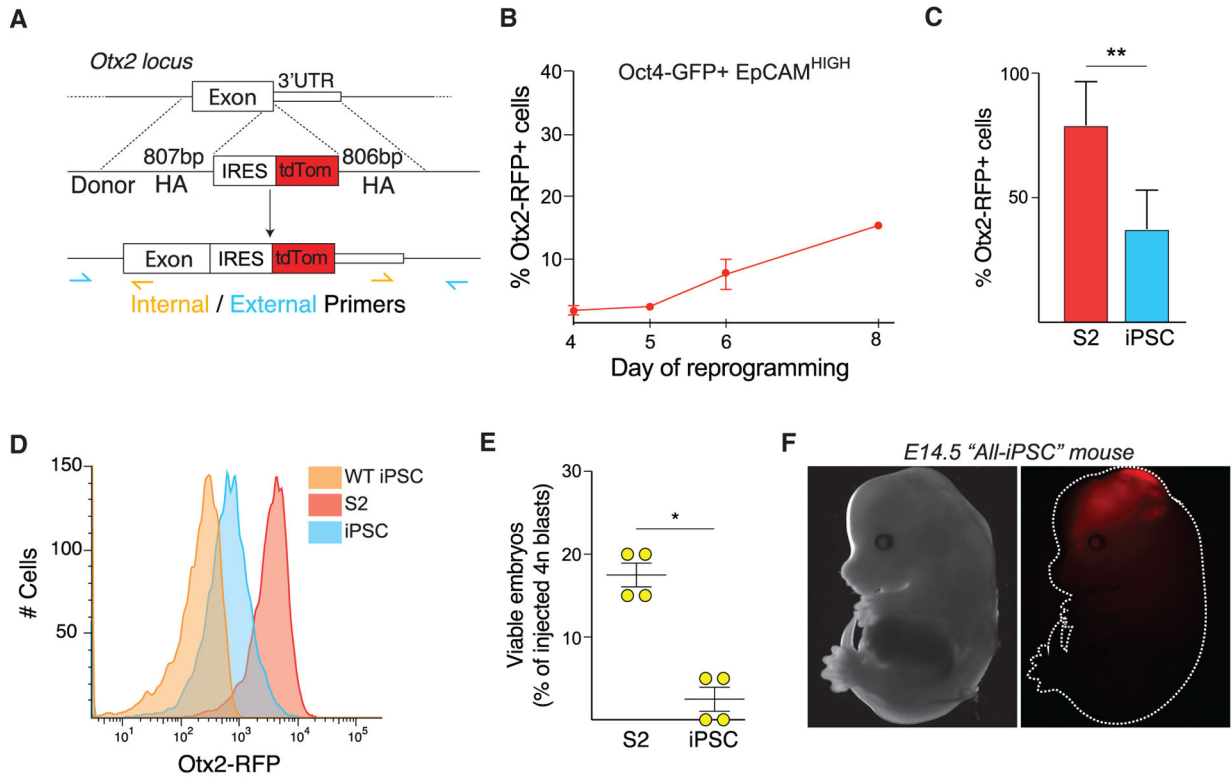 A
Otx2 locus
3'UTR
Exon
807bp
806bp
IRES
tdTom
Donor
HA
HA
Exon
IRES
tdTom
Internal / External Primers
B
Oct4-GFP+ EpCAMHIGH
% Otx2-RFP+ cells
40
30
20
10
4
5
6
8
Day of reprogramming
C
**
% Otx2-RFP+ cells
100
50
S2
iPSC
D
# Cells
150
100
50
WT iPSC
S2
iPSC
10¹
10²
10³
10⁴
10⁵
Otx2-RFP
E
Viable embryos
(% of injected 4n blasts)
30
20
10
*
S2
iPSC
F
E14.5 “All-iPSC” mouse